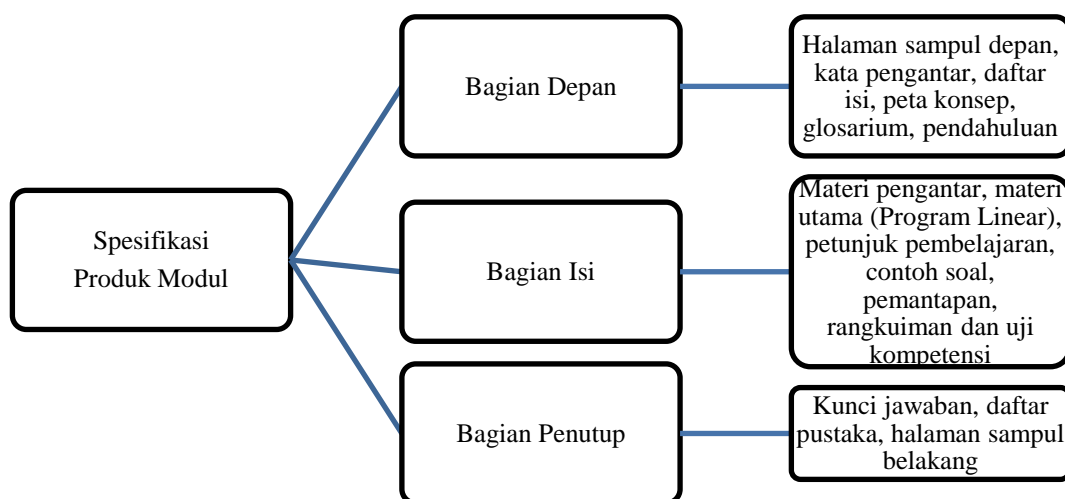 Spesifikasi
Produk Modul
Bagian Depan
Halaman sampul depan,
kata pengantar, daftar
isi, peta konsep,
glosarium, pendahuluan
Bagian Isi
Materi pengantar, materi
utama (Program Linear),
petunjuk pembelajaran,
contoh soal,
pemantapan,
rangkuiman dan uji
kompetensi
Bagian Penutup
Kunci jawaban, daftar
pustaka, halaman sampul
belakang